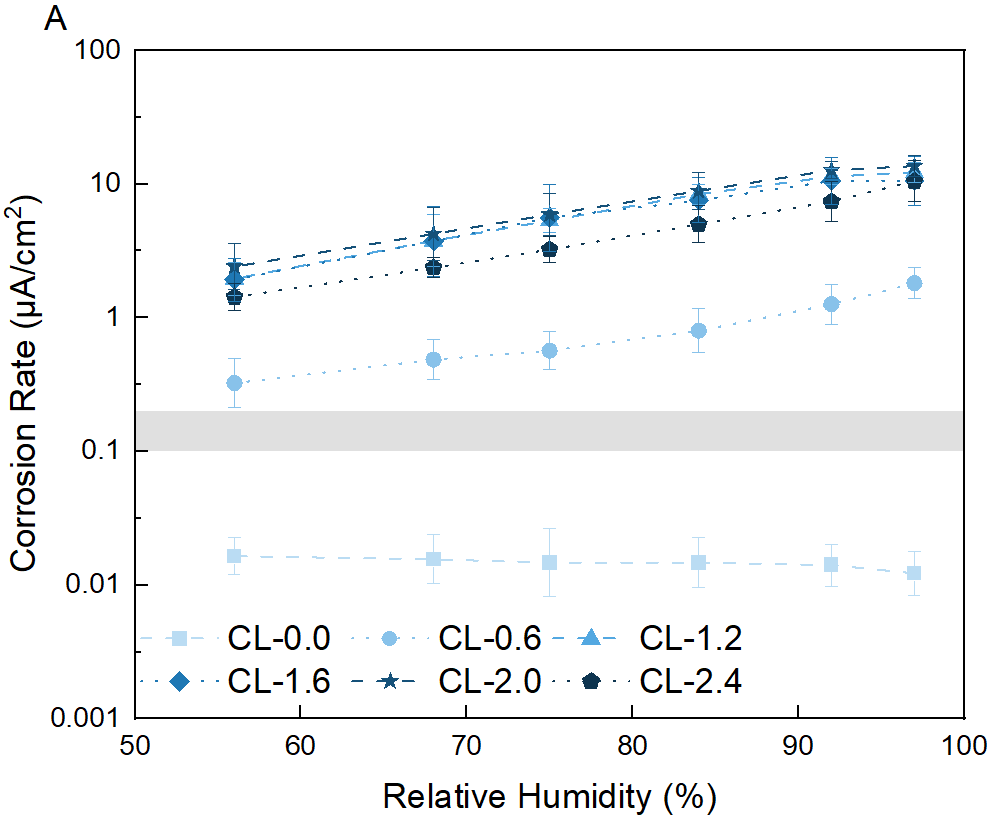 A
100
10
1
0.1
0.01
0.001
Corrosion Rate (μA/cm²)
CL-0.0 CL-0.6 CL-1.2
CL-1.6 CL-2.0 CL-2.4
50 60 70 80 90 100
Relative Humidity (%)